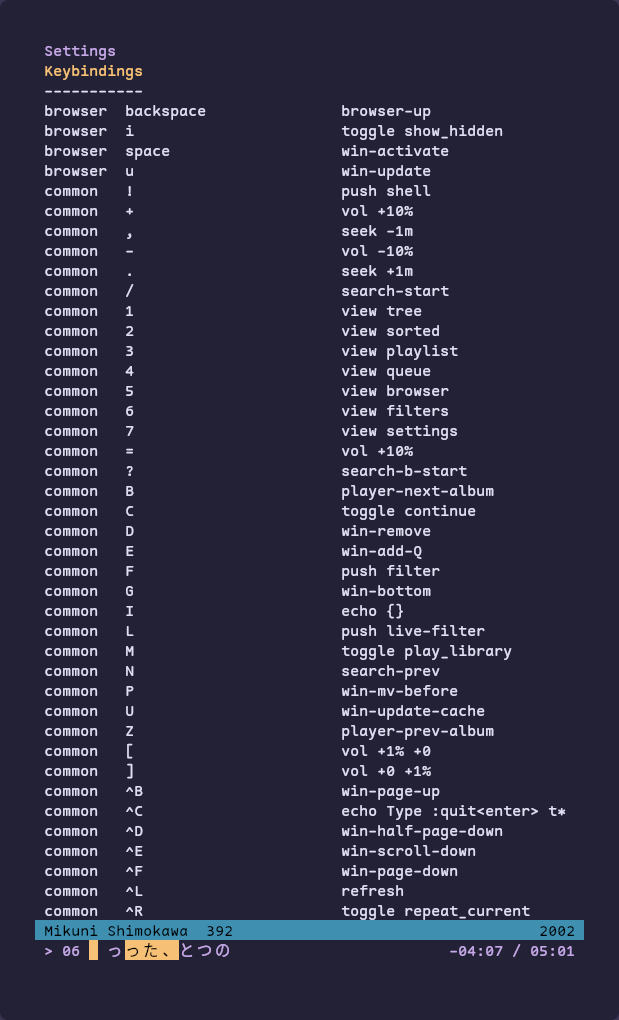 Settings
Keybindings
-----------
browser  backspace               browser-up
browser  i                       toggle show_hidden
browser  space                   win-activate
browser  u                       win-update
common   !                       push shell
common   +                       vol +10%
common   ,                       seek -1m
common   -                       vol -10%
common   .                       seek +1m
common   /                       search-start
common   1                       view tree
common   2                       view sorted
common   3                       view playlist
common   4                       view queue
common   5                       view browser
common   6                       view filters
common   7                       view settings
common   =                       vol +10%
common   ?                       search-b-start
common   B                       player-next-album
common   C                       toggle continue
common   D                       win-remove
common   E                       win-add-Q
common   F                       push filter
common   G                       win-bottom
common   I                       echo {}
common   L                       push live-filter
common   M                       toggle play_library
common   N                       search-prev
common   P                       win-mv-before
common   U                       win-update-cache
common   Z                       player-prev-album
common   [                       vol +1% +0
common   ]                       vol +0 +1%
common   ^B                      win-page-up
common   ^C                      echo Type :quit<enter> t*
common   ^D                      win-half-page-down
common   ^E                      win-scroll-down
common   ^F                      win-page-down
common   ^L                      refresh
common   ^R                      toggle repeat_current
Mikuni Shimokawa  392                                  2002
> 06   っった、とつの                        -04:07 / 05:01